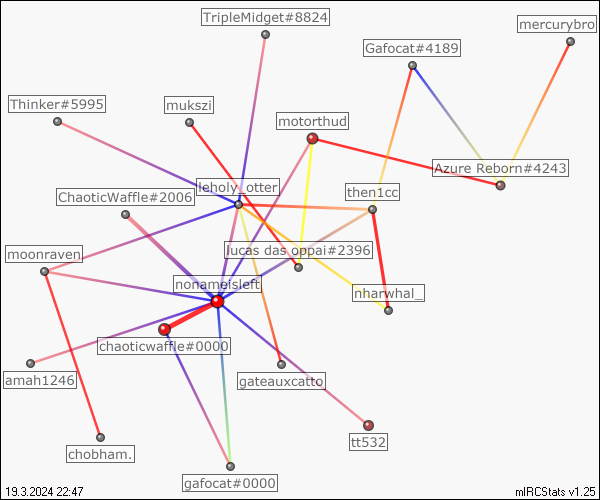 TripleMidget#8824
mercurybro
Gafocat#4189
Thinker#5995
mukszi
motorthud
Azure Reborn#4243
leholy_otter
then1cc
ChaoticWaffle#2006
lucas das oppai#2396
moonraven
nonameisleft
nharwhal_
chaoticwaffle#0000
amah1246
gateauxcatto
tt532
chobham.
gafocat#0000
19.3.2024 22:47
mIRCStats v1.25